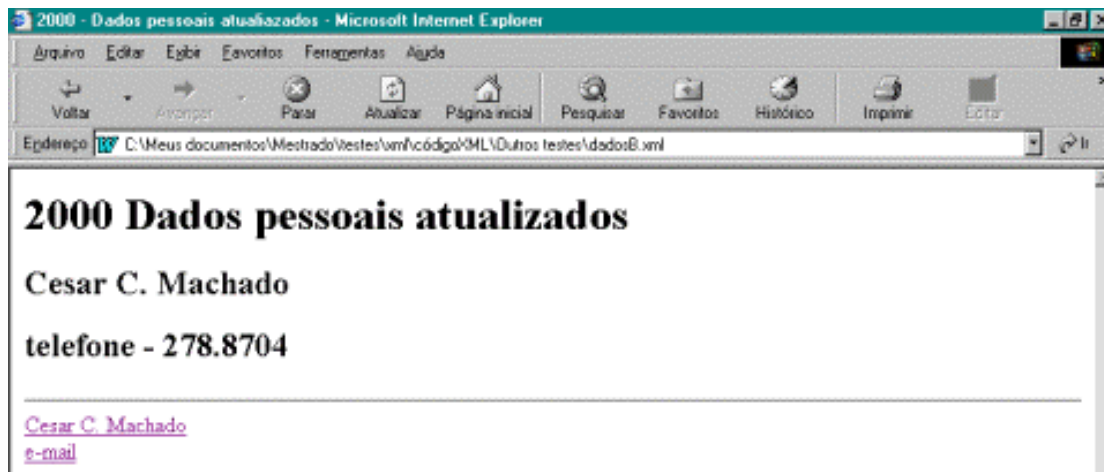 2000 - Dados pessoais atualiazados - Microsoft Internet Explorer
Arquivo Editar Exibir Favoritos Ferramentas Ajuda
Voltar Avançar Parar Atualizar Página inicial Pesquisar Favoritos Histórico Imprimir Editar
Endereço C:\Meus documentos\Mestrado\testes\xml\códigoXML\Outros testes\dadosB.xml Ir
2000 Dados pessoais atualizados
Cesar C. Machado
telefone - 278.8704
Cesar C. Machado
e-mail